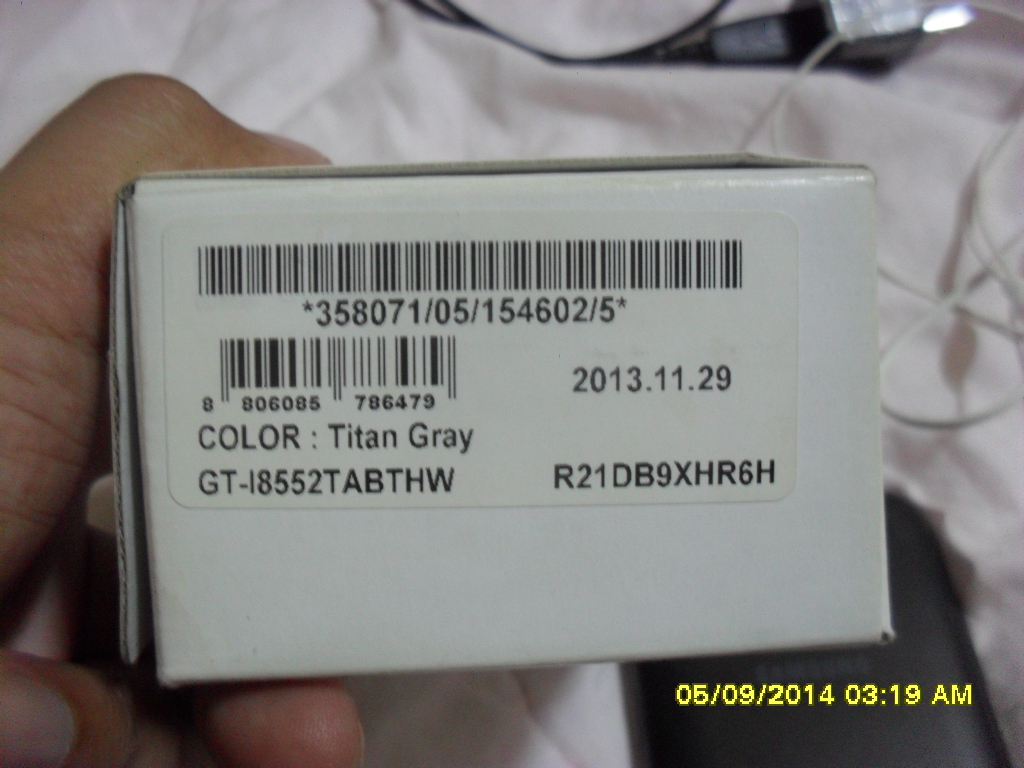 *358071/05/154602/5*
8 806085 786479
2013.11.29
COLOR : Titan Gray
GT-I8552TABTHW R21DB9XHR6H
05/09/2014 03:19 AM